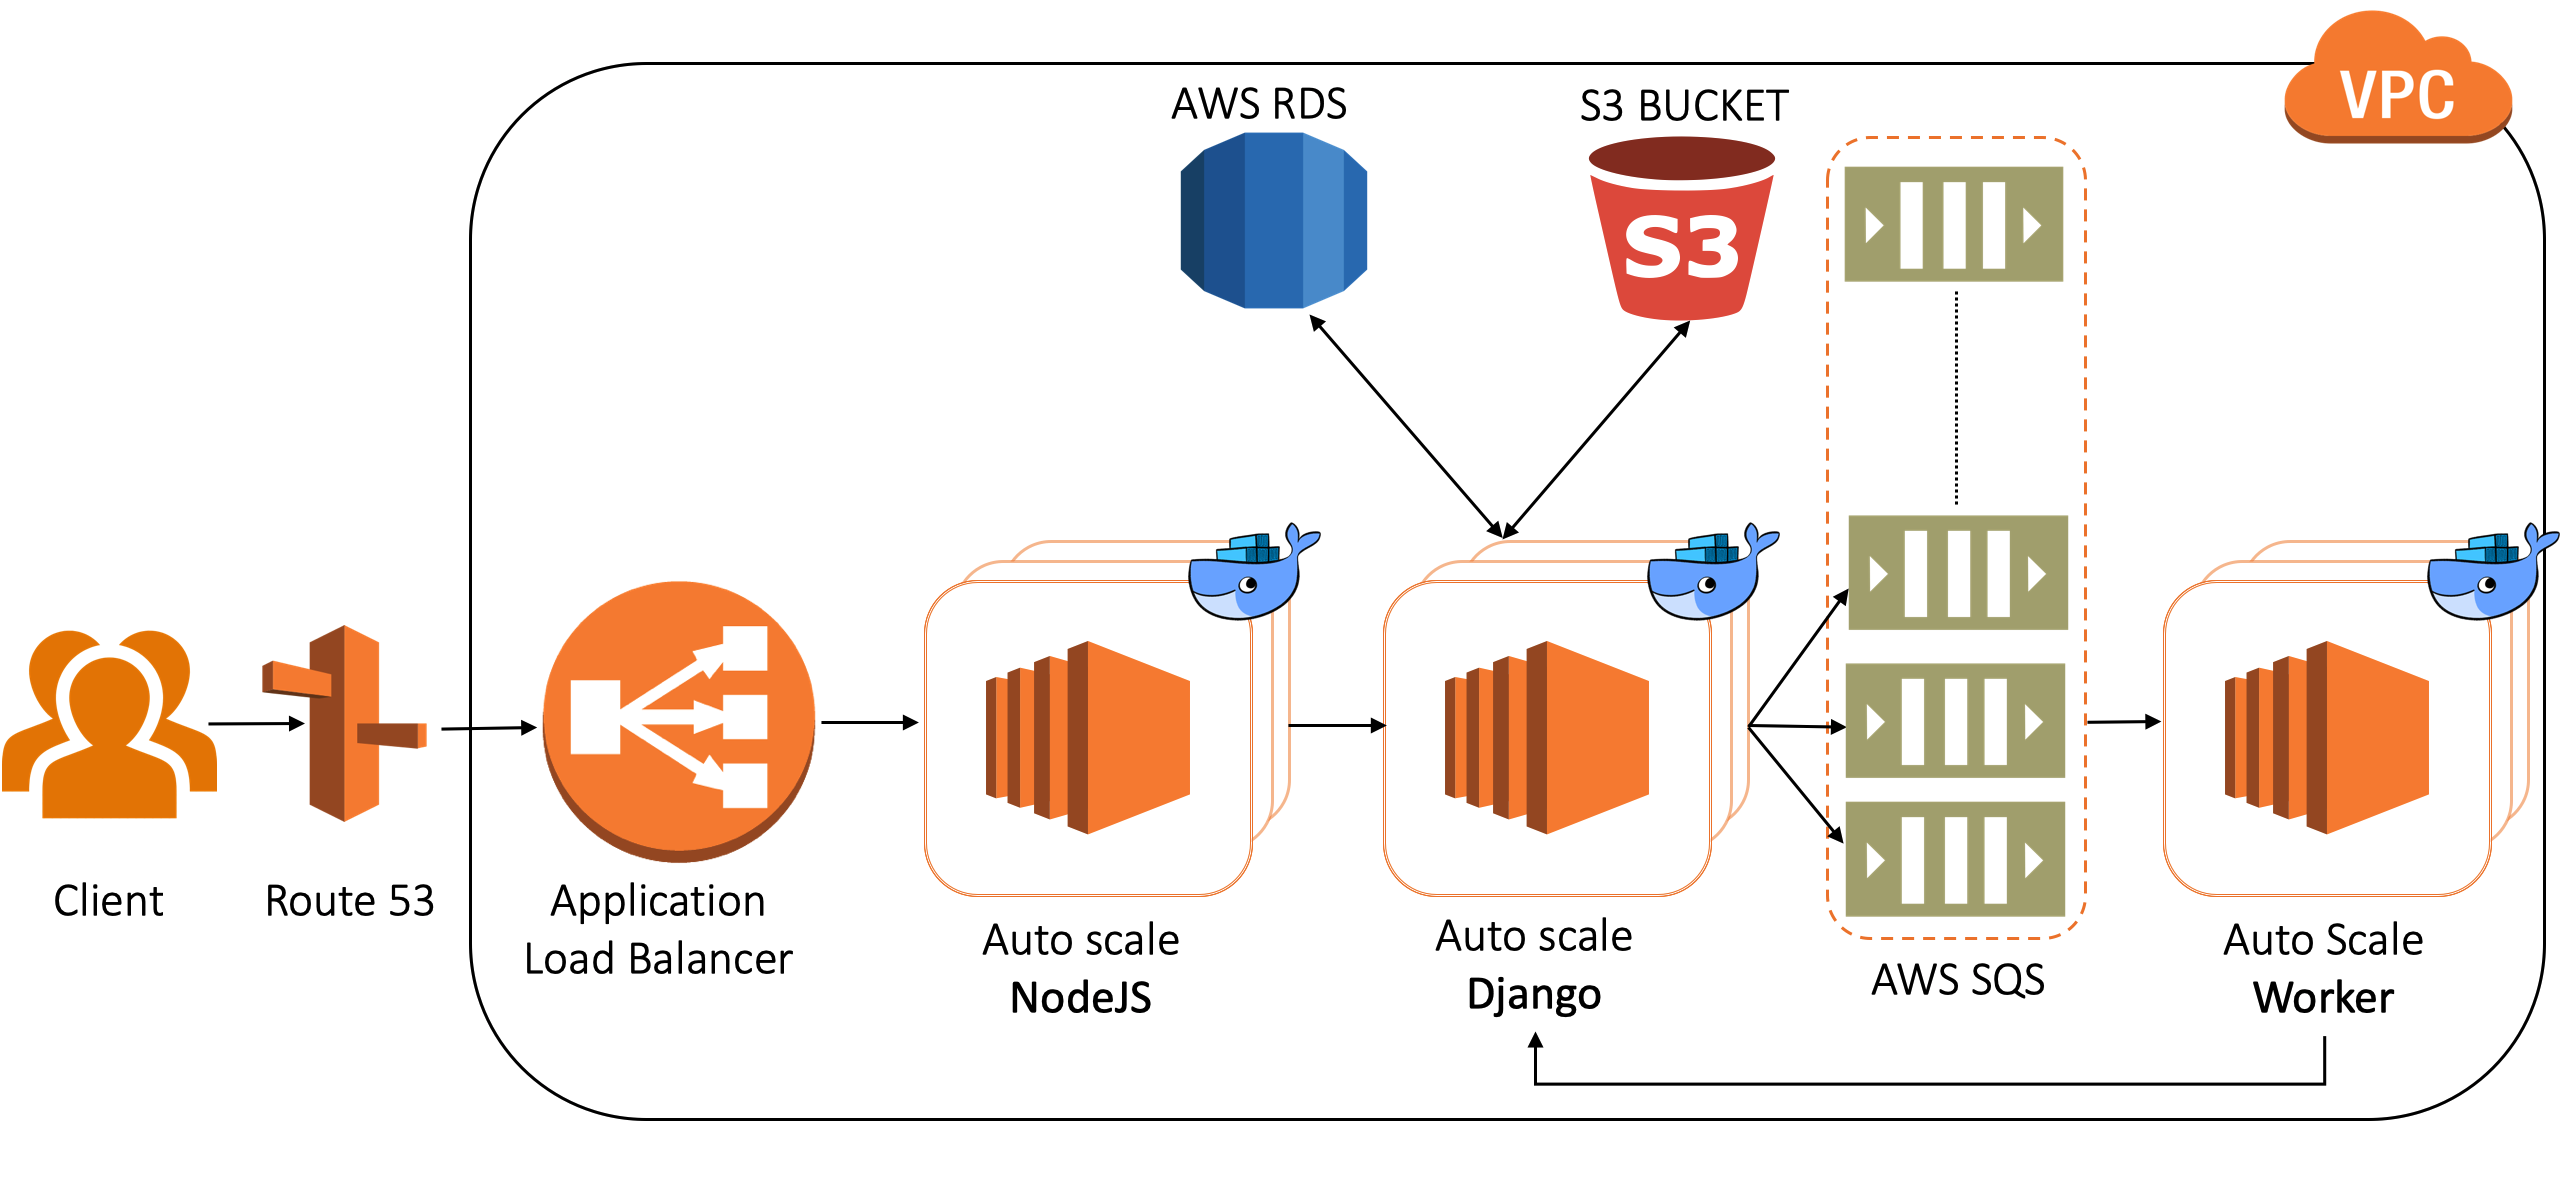 VPC
AWS RDS
S3 BUCKET
S3
Client
Route 53
Application
Load Balancer
Auto scale
NodeJS
Auto scale
Django
AWS SQS
Auto Scale
Worker